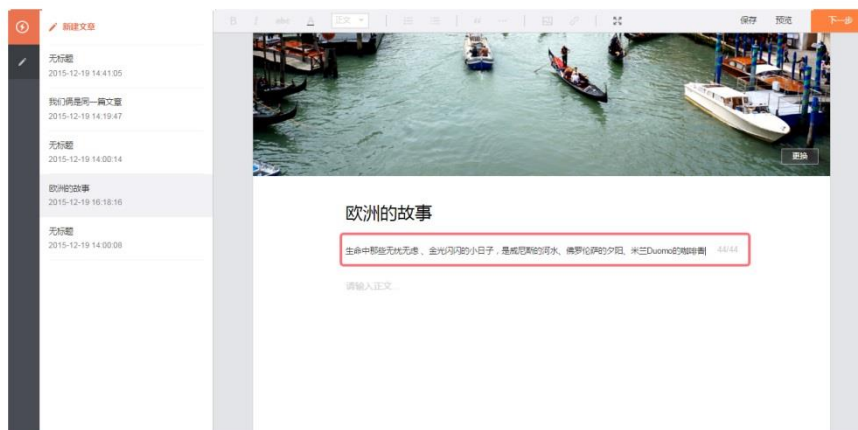 新建文章
无标题
2015-12-19 14:41:05
我们俩是同一篇文章
2015-12-19 14:19:47
无标题
2015-12-19 14:00:14
欧洲的故事
2015-12-19 16:18:16
无标题
2015-12-19 14:00:08
B I abc A 正文 “ 保存 预览 下一步
更换
欧洲的故事
生命中那些无忧无虑、金光闪闪的小日子，是威尼斯的河水、佛罗伦萨的夕阳、米兰Duomo的咖啡香 44/44
请输入正文...